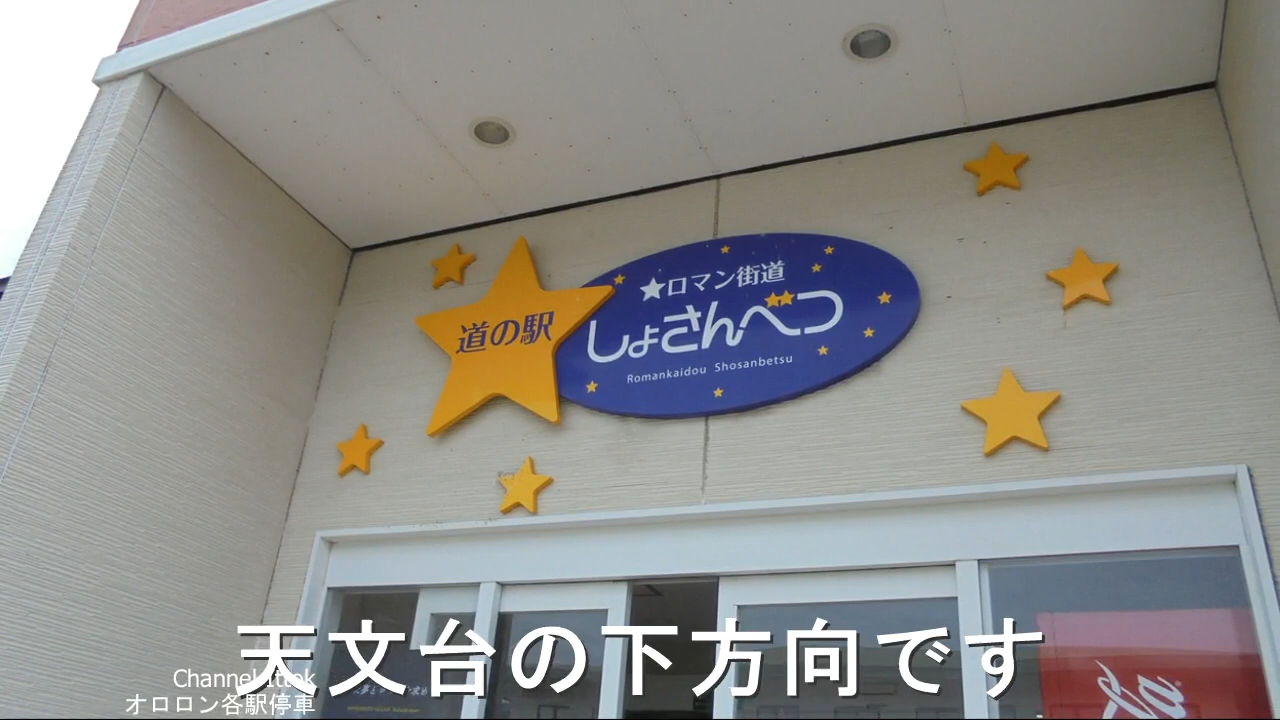 道の駅
★ロマン街道
しょさんべつ
Romankaidou Shosanbetsu
天文台の下方向です
オロロン各駅停車